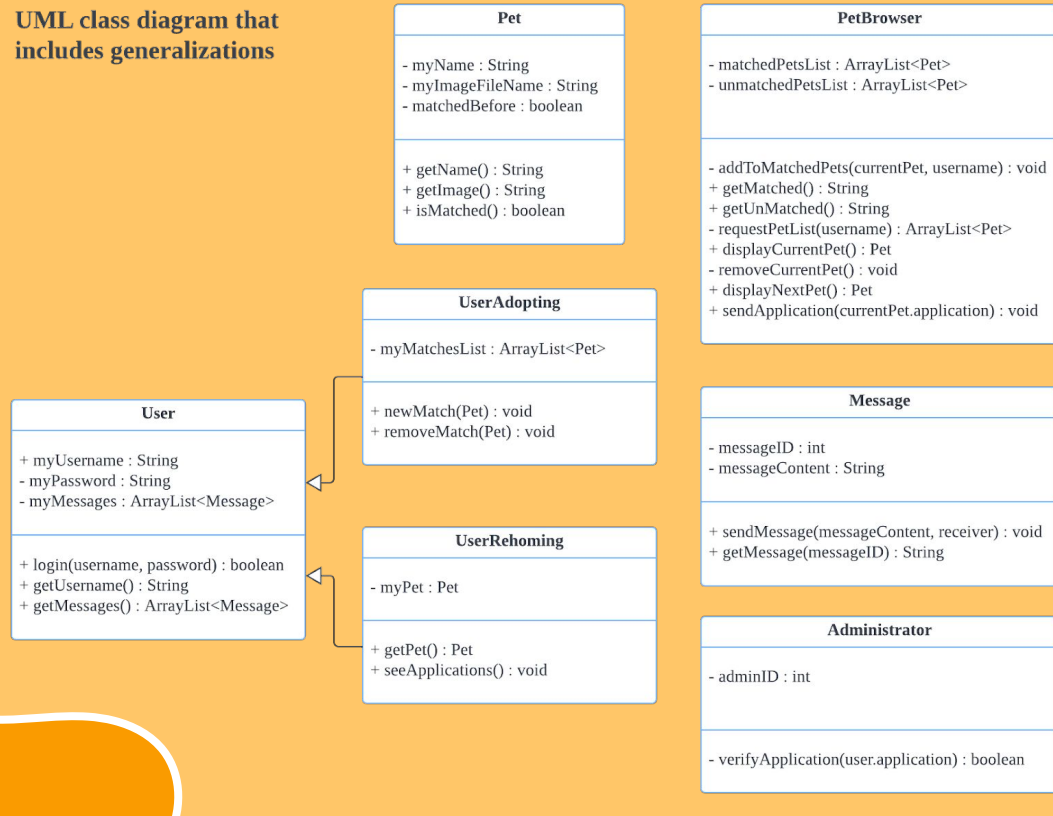 UML class diagram that
includes generalizations
Pet
- myName : String
- myImageFileName : String
- matchedBefore : boolean
+ getName() : String
+ getImage() : String
+ isMatched() : boolean
PetBrowser
- matchedPetsList : ArrayList<Pet>
- unmatchedPetsList : ArrayList<Pet>
- addToMatchedPets(currentPet, username) : void
+ getMatched() : String
+ getUnMatched() : String
- requestPetList(username) : ArrayList<Pet>
+ displayCurrentPet() : Pet
- removeCurrentPet() : void
+ displayNextPet() : Pet
+ sendApplication(currentPet.application) : void
UserAdopting
- myMatchesList : ArrayList<Pet>
+ newMatch(Pet) : void
+ removeMatch(Pet) : void
User
+ myUsername : String
- myPassword : String
- myMessages : ArrayList<Message>
+ login(username, password) : boolean
+ getUsername() : String
+ getMessages() : ArrayList<Message>
UserRehoming
- myPet : Pet
+ getPet() : Pet
+ seeApplications() : void
Message
- messageID : int
- messageContent : String
+ sendMessage(messageContent, receiver) : void
+ getMessage(messageID) : String
Administrator
- adminID : int
- verifyApplication(user.application) : boolean